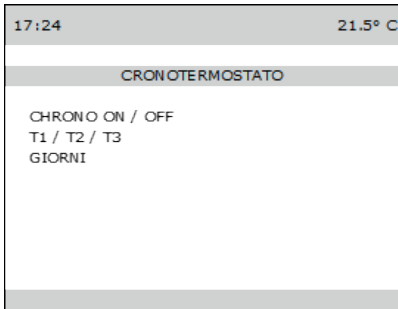 17:24 21.5° C
CRONOTERMOSTATO
CHRONO ON / OFF
T1 / T2 / T3
GIORNI